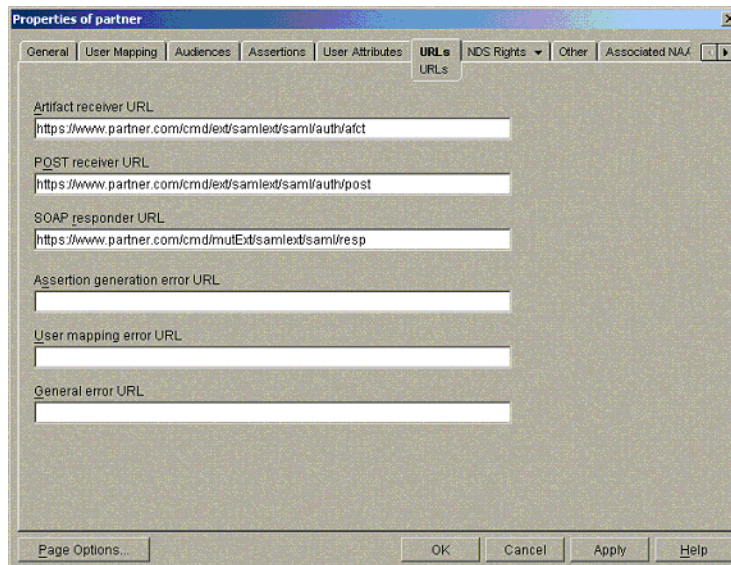 Properties of partner
General User Mapping Audiences Assertions User Attributes URLs NDS Rights Other Associated NAA
URLs
Artifact receiver URL
https://www.partner.com/cmd/ext/samlext/saml/auth/afct
POST receiver URL
https://www.partner.com/cmd/ext/samlext/saml/auth/post
SOAP responder URL
https://www.partner.com/cmd/mutExt/samlext/saml/resp
Assertion generation error URL
User mapping error URL
General error URL
Page Options... OK Cancel Apply Help